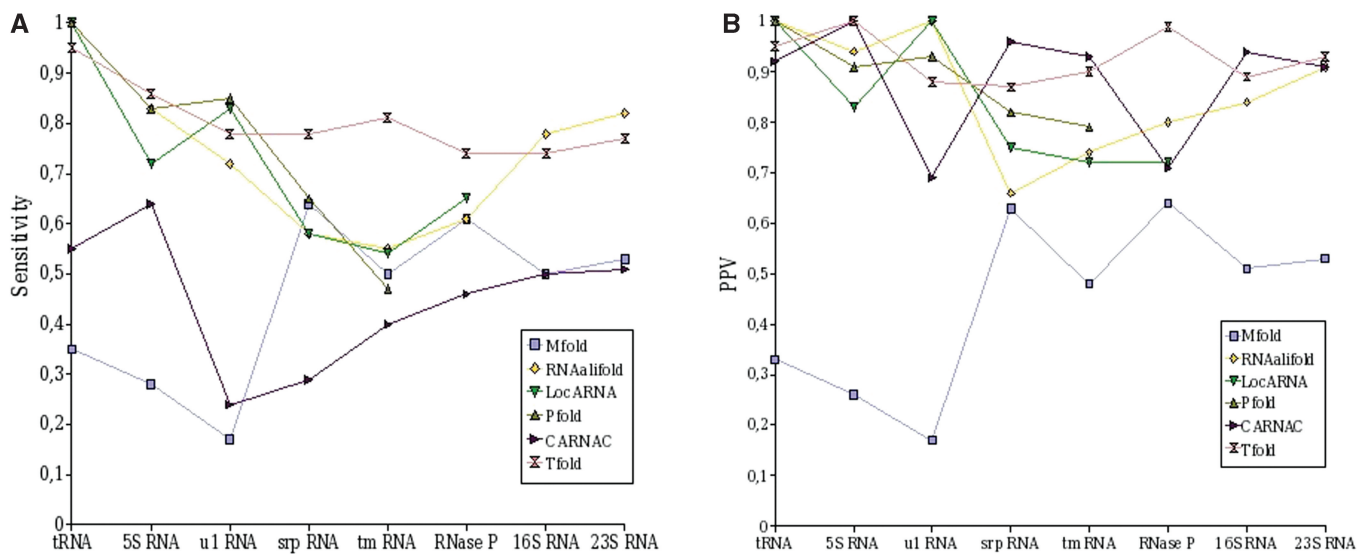 A
Sensitivity
1
0,9
0,8
0,7
0,6
0,5
0,4
0,3
0,2
0,1
0
tRNA 5S RNA u1 RNA srp RNA tm RNA RNase P 16S RNA 23S RNA
Mfold
RNAalifold
LocARNA
Pfold
CARNAC
Tfold
B
PPV
1
0,9
0,8
0,7
0,6
0,5
0,4
0,3
0,2
0,1
0
tRNA 5S RNA u1 RNA srp RNA tm RNA RNase P 16S RNA 23S RNA
Mfold
RNAalifold
LocARNA
Pfold
CARNAC
Tfold